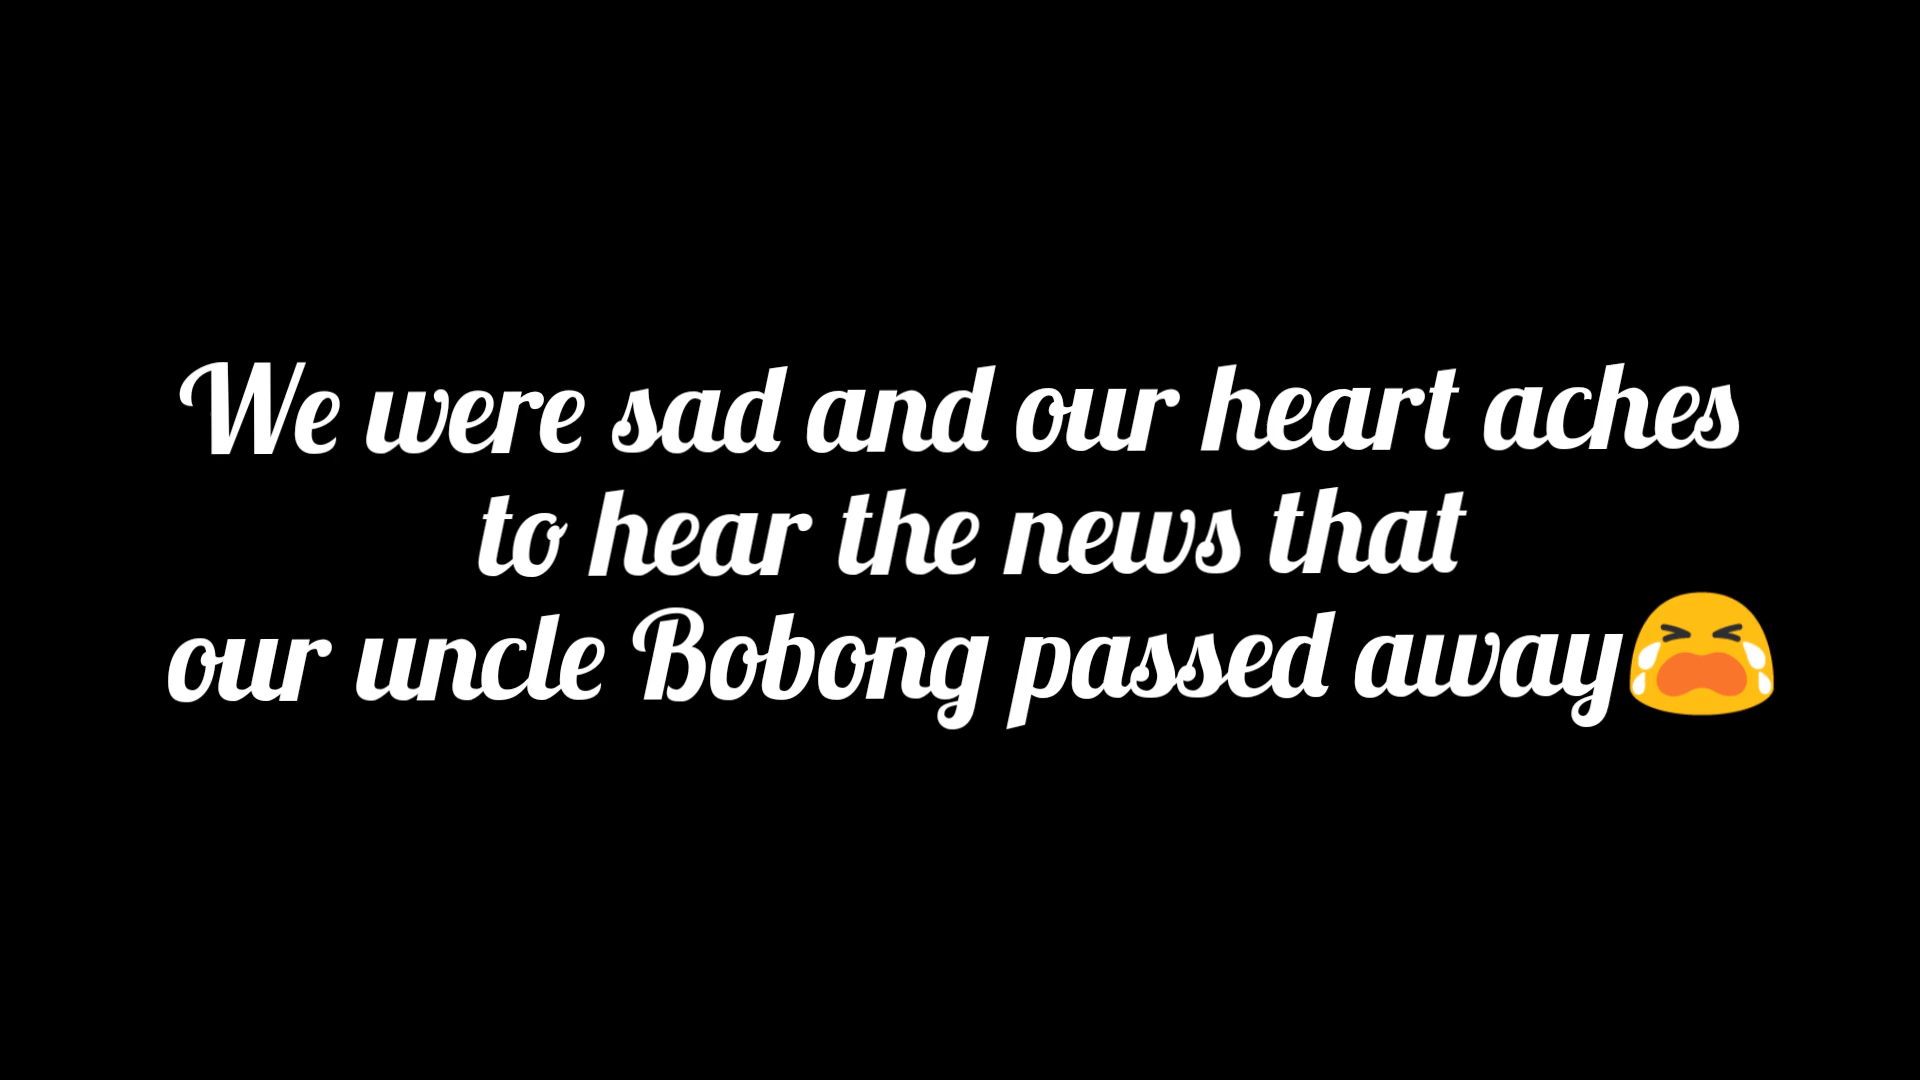 We were sad and our heart aches
to hear the news that
our uncle Bobong passed away😭